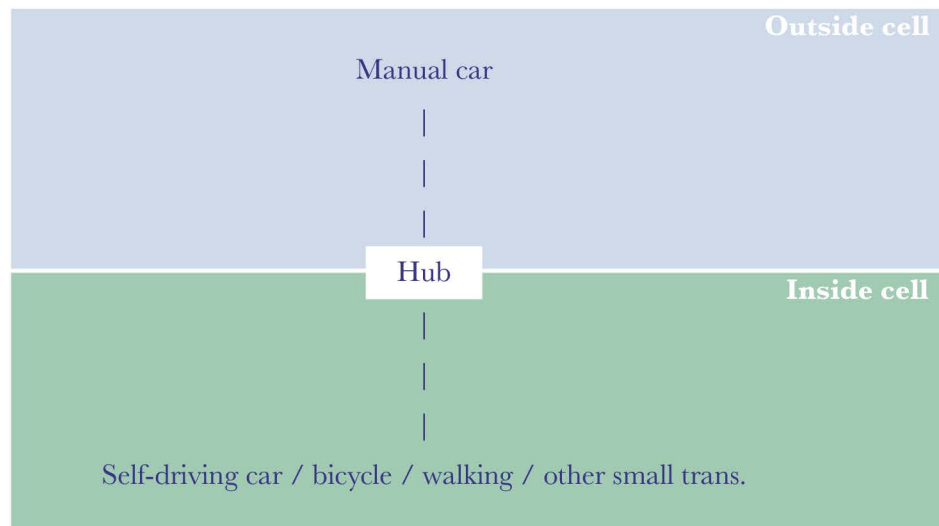 Outside cell
Manual car
Hub
Inside cell
Self-driving car / bicycle / walking / other small trans.